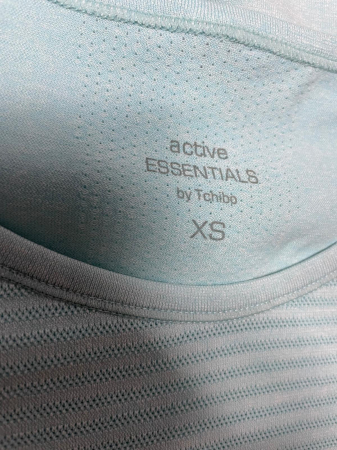 active
ESSENTIALS
by Tchibo
XS